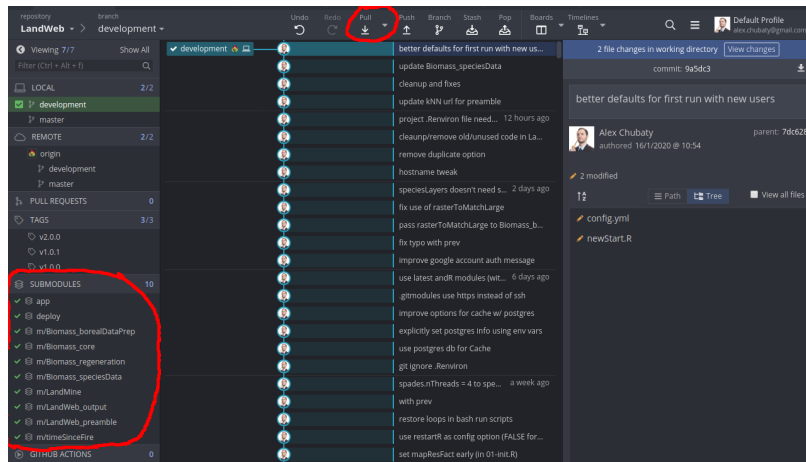 repository
LandWeb
branch
development
Undo
Redo
Pull
Push
Branch
Stash
Pop
Boards
Timelines
Default Profile
alex.chubaty@gmail.com
Viewing 7/7
Show All
Filter (Ctrl + Alt + f)
LOCAL 2/2
development
master
REMOTE 2/2
origin
development
master
PULL REQUESTS 0
TAGS 3/3
v2.0.0
v1.0.1
v1.0.0
SUBMODULES 10
app
deploy
m/Biomass_borealDataPrep
m/Biomass_core
m/Biomass_regeneration
m/Biomass_speciesData
m/LandMine
m/LandWeb_output
m/LandWeb_preamble
m/timeSinceFire
GITHUB ACTIONS 0
development
better defaults for first run with new us...
update Biomass_speciesData
cleanup and fixes
update kNN url for preamble
project .Renviron file need... 12 hours ago
cleaunp/remove old/unused code in La...
remove duplicate option
hostname tweak
speciesLayers doesn't need s... 2 days ago
fix use of rasterToMatchLarge
pass rasterToMatchLarge to Biomass_b...
fix typo with prev
improve google account auth message
use latest andR modules (wit... 6 days ago
.gitmodules use https instead of ssh
improve options for cache w/ postgres
explicitly set postgres info using env vars
use postgres db for Cache
git ignore .Renviron
spades.nThreads = 4 to spe... a week ago
with prev
restore loops in bash run scripts
use restartR as config option (FALSE for...
set mapResFact early (in 01-init.R)
2 file changes in working directory
View changes
commit: 9a5dc3
better defaults for first run with new users
Alex Chubaty
authored 16/1/2020 @ 10:54
parent: 7dc628
2 modified
Path
Tree
View all files
config.yml
newStart.R